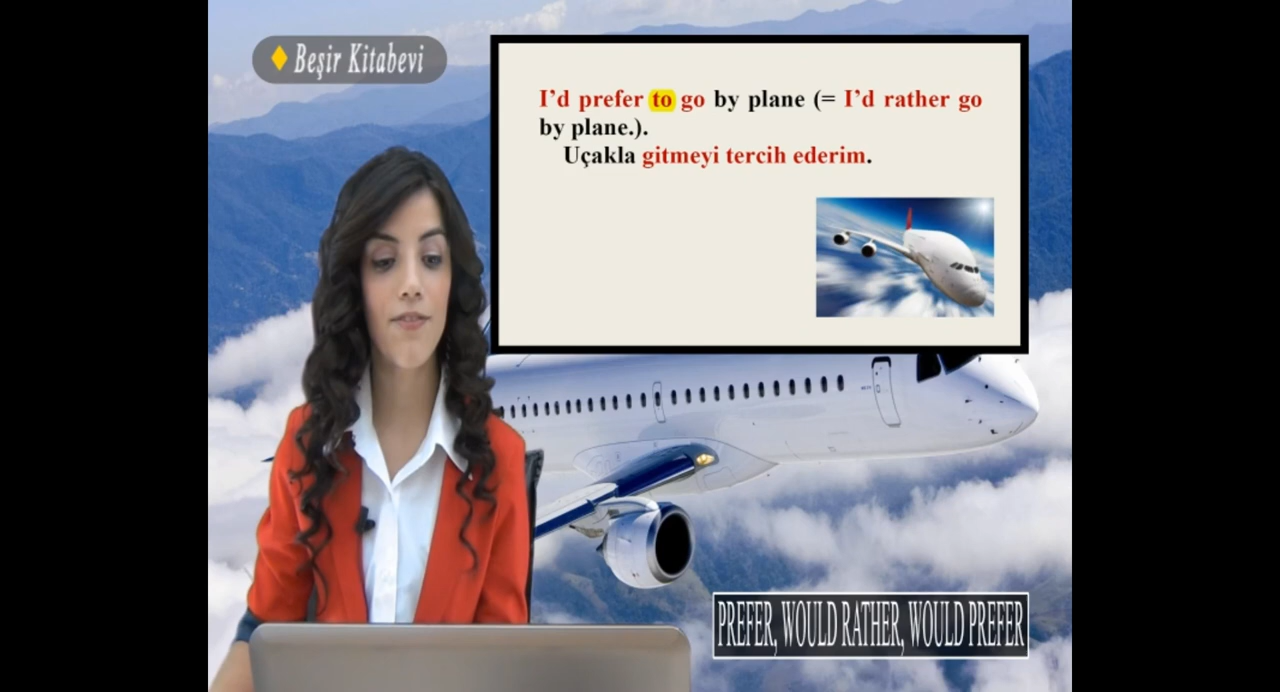 Beşir Kitabevi
I'd prefer to go by plane (= I'd rather go
by plane.).
Uçakla gitmeyi tercih ederim.
PREFER, WOULD RATHER, WOULD PREFER